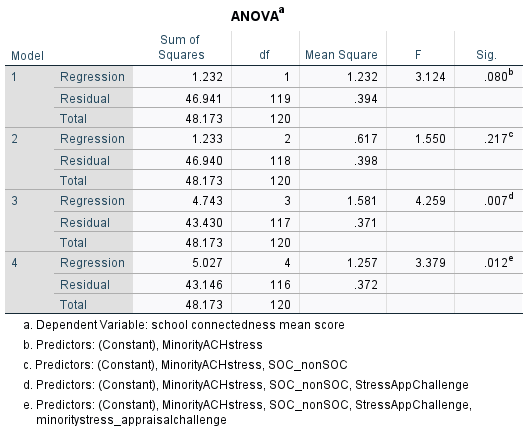 ANOVAa
Model Sum of Squares df Mean Square F Sig.
1 Regression 1.232 1 1.232 3.124 .080b
Residual 46.941 119 .394
Total 48.173 120
2 Regression 1.233 2 .617 1.550 .217c
Residual 46.940 118 .398
Total 48.173 120
3 Regression 4.743 3 1.581 4.259 .007d
Residual 43.430 117 .371
Total 48.173 120
4 Regression 5.027 4 1.257 3.379 .012e
Residual 43.146 116 .372
Total 48.173 120
a. Dependent Variable: school connectedness mean score
b. Predictors: (Constant), MinorityACHstress
c. Predictors: (Constant), MinorityACHstress, SOC_nonSOC
d. Predictors: (Constant), MinorityACHstress, SOC_nonSOC, StressAppChallenge
e. Predictors: (Constant), MinorityACHstress, SOC_nonSOC, StressAppChallenge,
minoritystress_appraisalchallenge